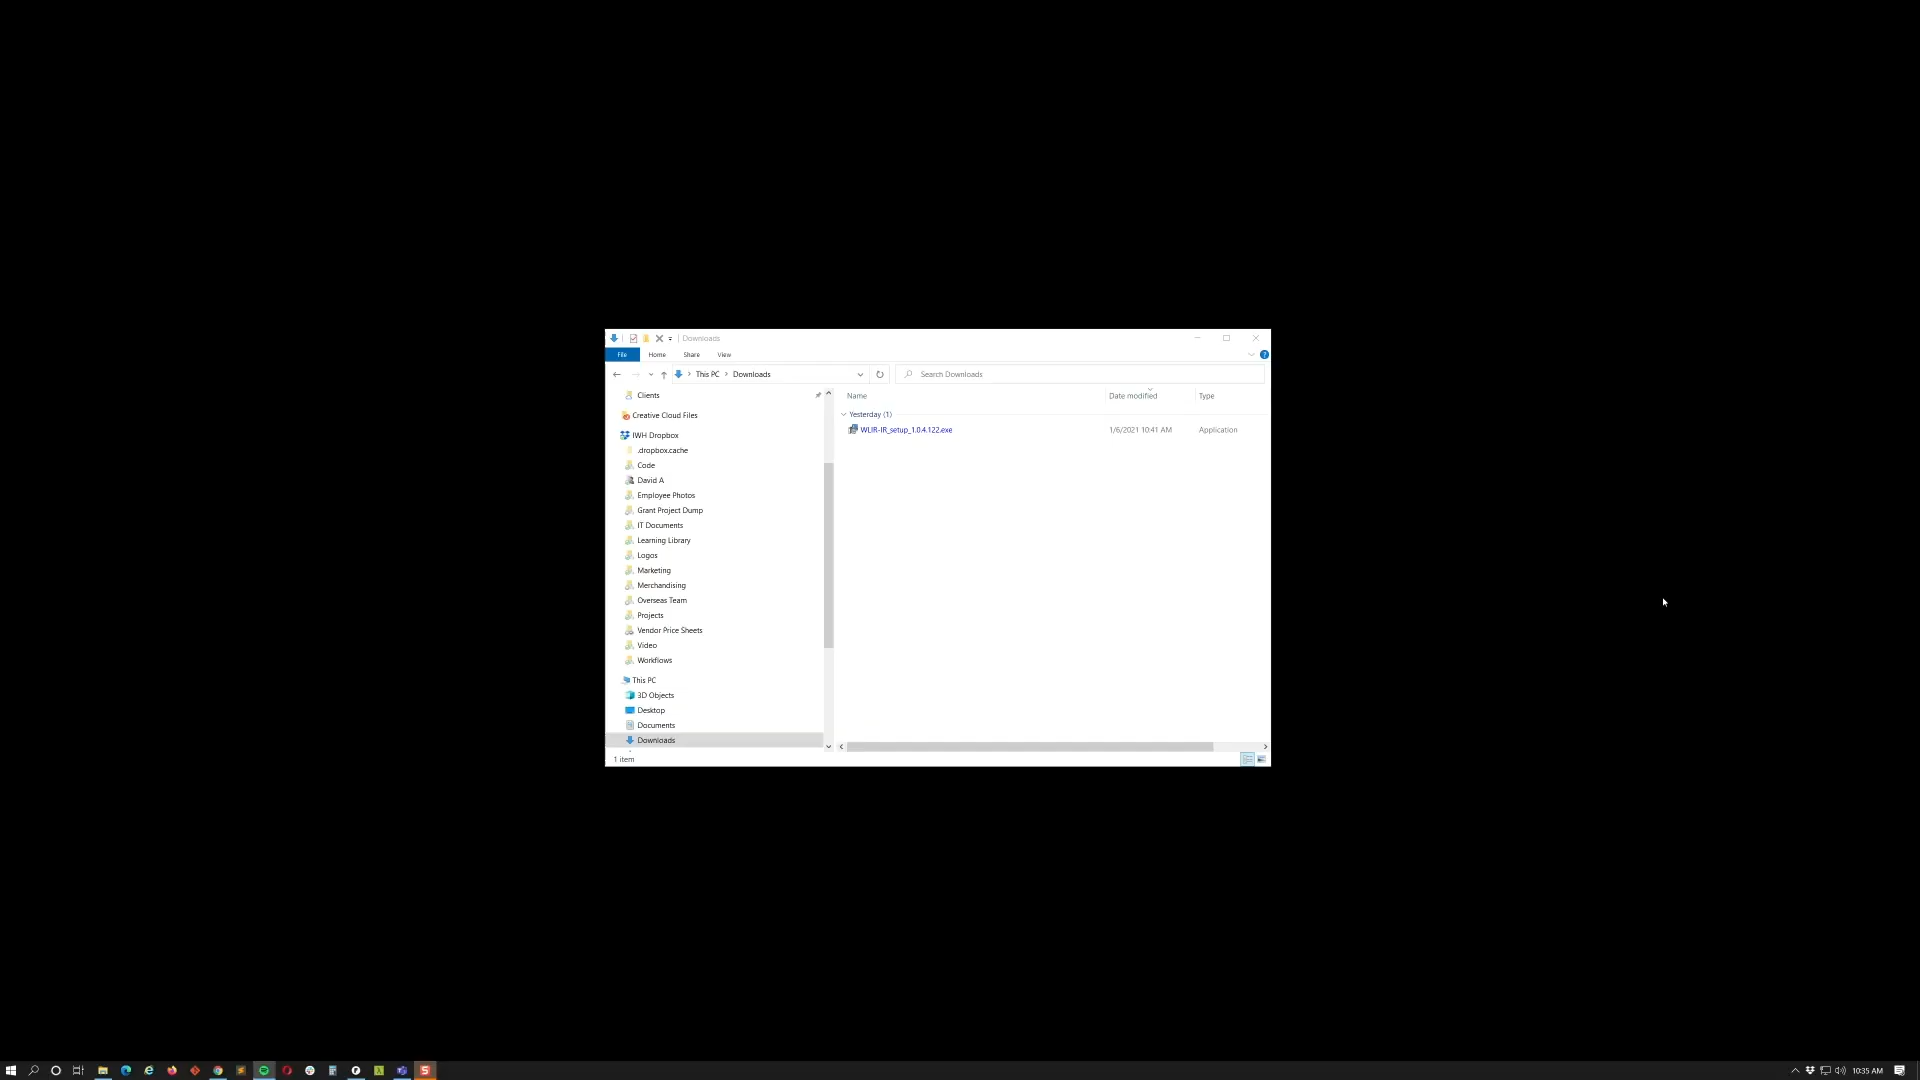 Downloads
File Home Share View
This PC Downloads
Search Downloads
Name Date modified Type
Clients
Creative Cloud Files
IWH Dropbox
.dropbox.cache
Code
David A
Employee Photos
Grant Project Dump
IT Documents
Learning Library
Logos
Marketing
Merchandising
Overseas Team
Projects
Vendor Price Sheets
Video
Workflows
This PC
3D Objects
Desktop
Documents
Downloads
Yesterday (1)
WLIR-IR_setup_1.0.4.122.exe 1/6/2021 10:41 AM Application
1 item
10:35 AM